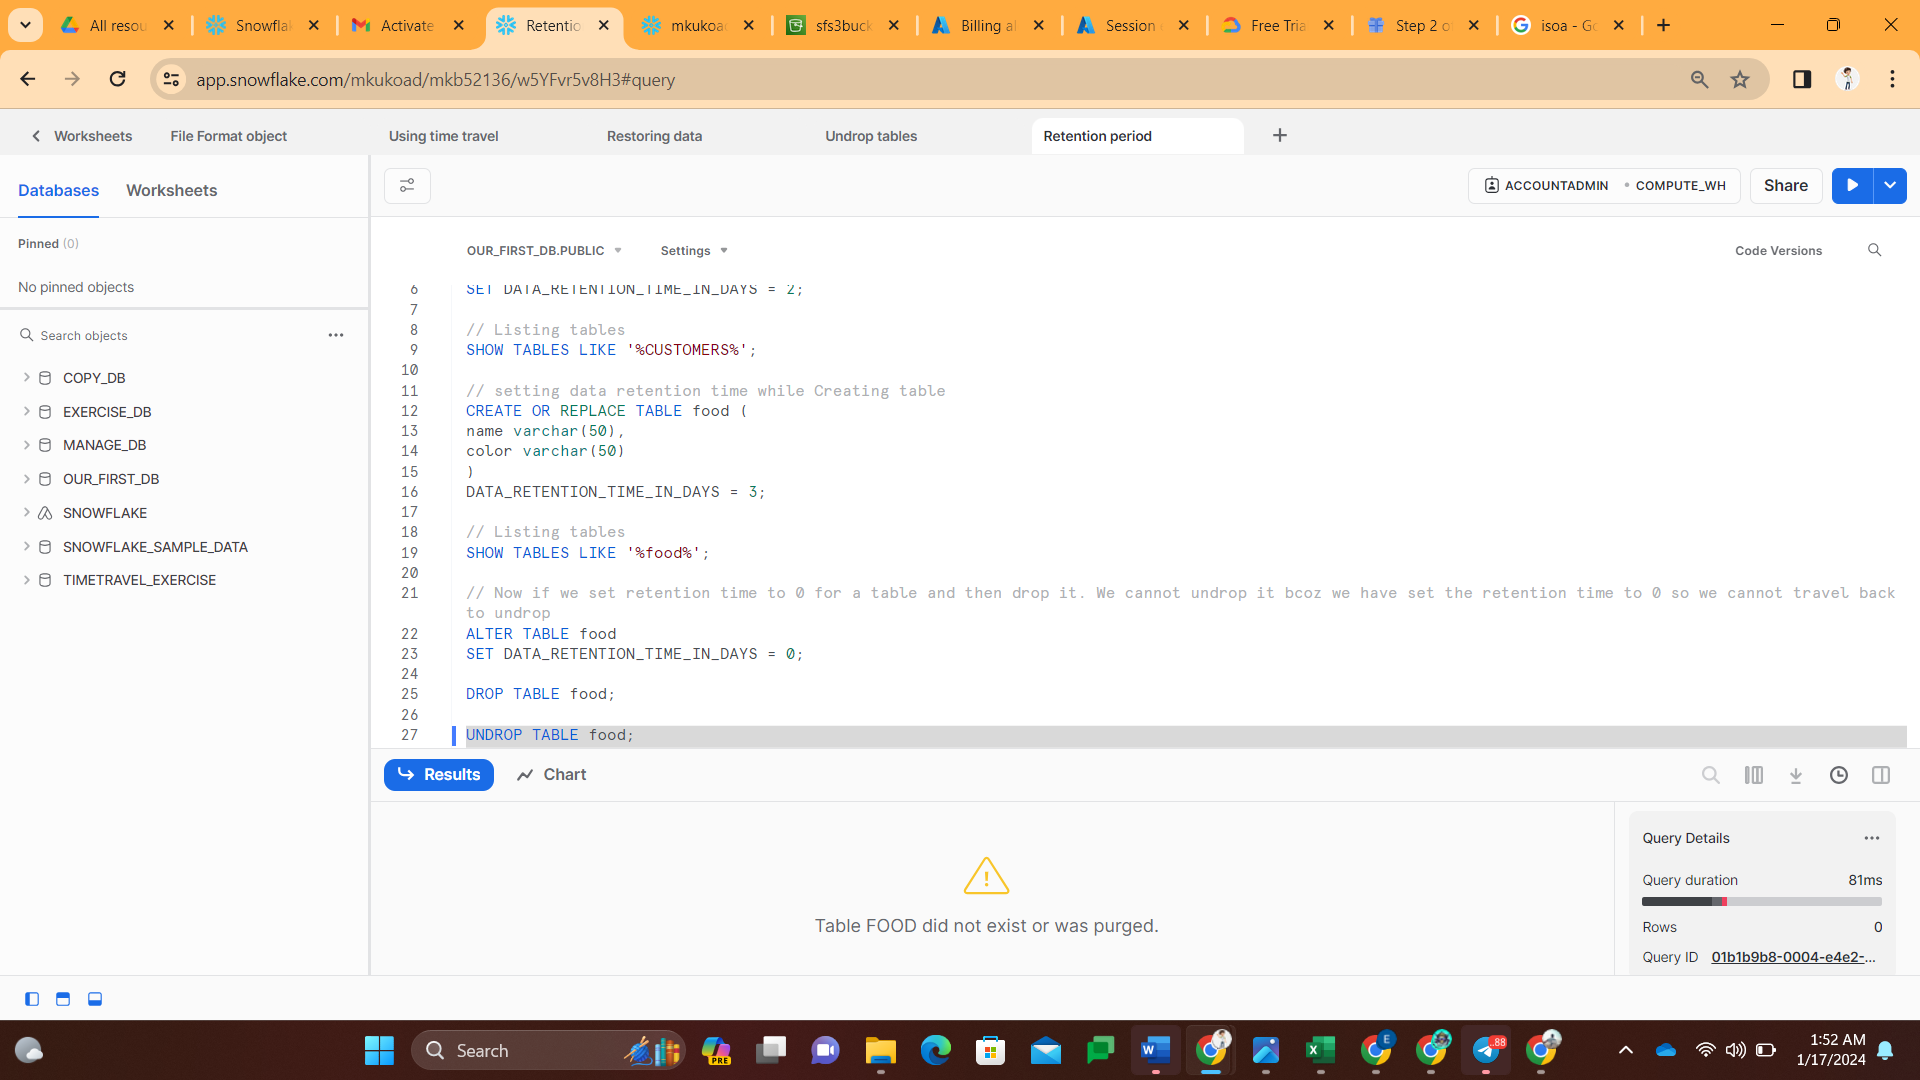 All resou
Snowflak
Activate
Retentio
mkukoad
sfs3buck
Billing al
Session
Free Tria
Step 2 o
isoa - Go
app.snowflake.com/mkukoad/mkb52136/w5YFvr5v8H3#query
Worksheets
File Format object
Using time travel
Restoring data
Undrop tables
Retention period
Databases
Worksheets
ACCOUNTADMIN
COMPUTE_WH
Share
Pinned (0)
No pinned objects
Search objects
COPY_DB
EXERCISE_DB
MANAGE_DB
OUR_FIRST_DB
SNOWFLAKE
SNOWFLAKE_SAMPLE_DATA
TIMETRAVEL_EXERCISE
OUR_FIRST_DB.PUBLIC
Settings
Code Versions
6 SET DATA_RETENTION_TIME_IN_DAYS = 2;
7
8 // Listing tables
9 SHOW TABLES LIKE '%CUSTOMERS%';
10
11 // setting data retention time while Creating table
12 CREATE OR REPLACE TABLE food (
13 name varchar(50),
14 color varchar(50)
15 )
16 DATA_RETENTION_TIME_IN_DAYS = 3;
17
18 // Listing tables
19 SHOW TABLES LIKE '%food%';
20
21 // Now if we set retention time to 0 for a table and then drop it. We cannot undrop it bcoz we have set the retention time to 0 so we cannot travel back
to undrop
22 ALTER TABLE food
23 SET DATA_RETENTION_TIME_IN_DAYS = 0;
24
25 DROP TABLE food;
26
27 UNDROP TABLE food;
Results
Chart
Table FOOD did not exist or was purged.
Query Details
Query duration 81ms
Rows 0
Query ID 01b1b9b8-0004-e4e2-...
Search
PRE
E
88
1:52 AM
1/17/2024